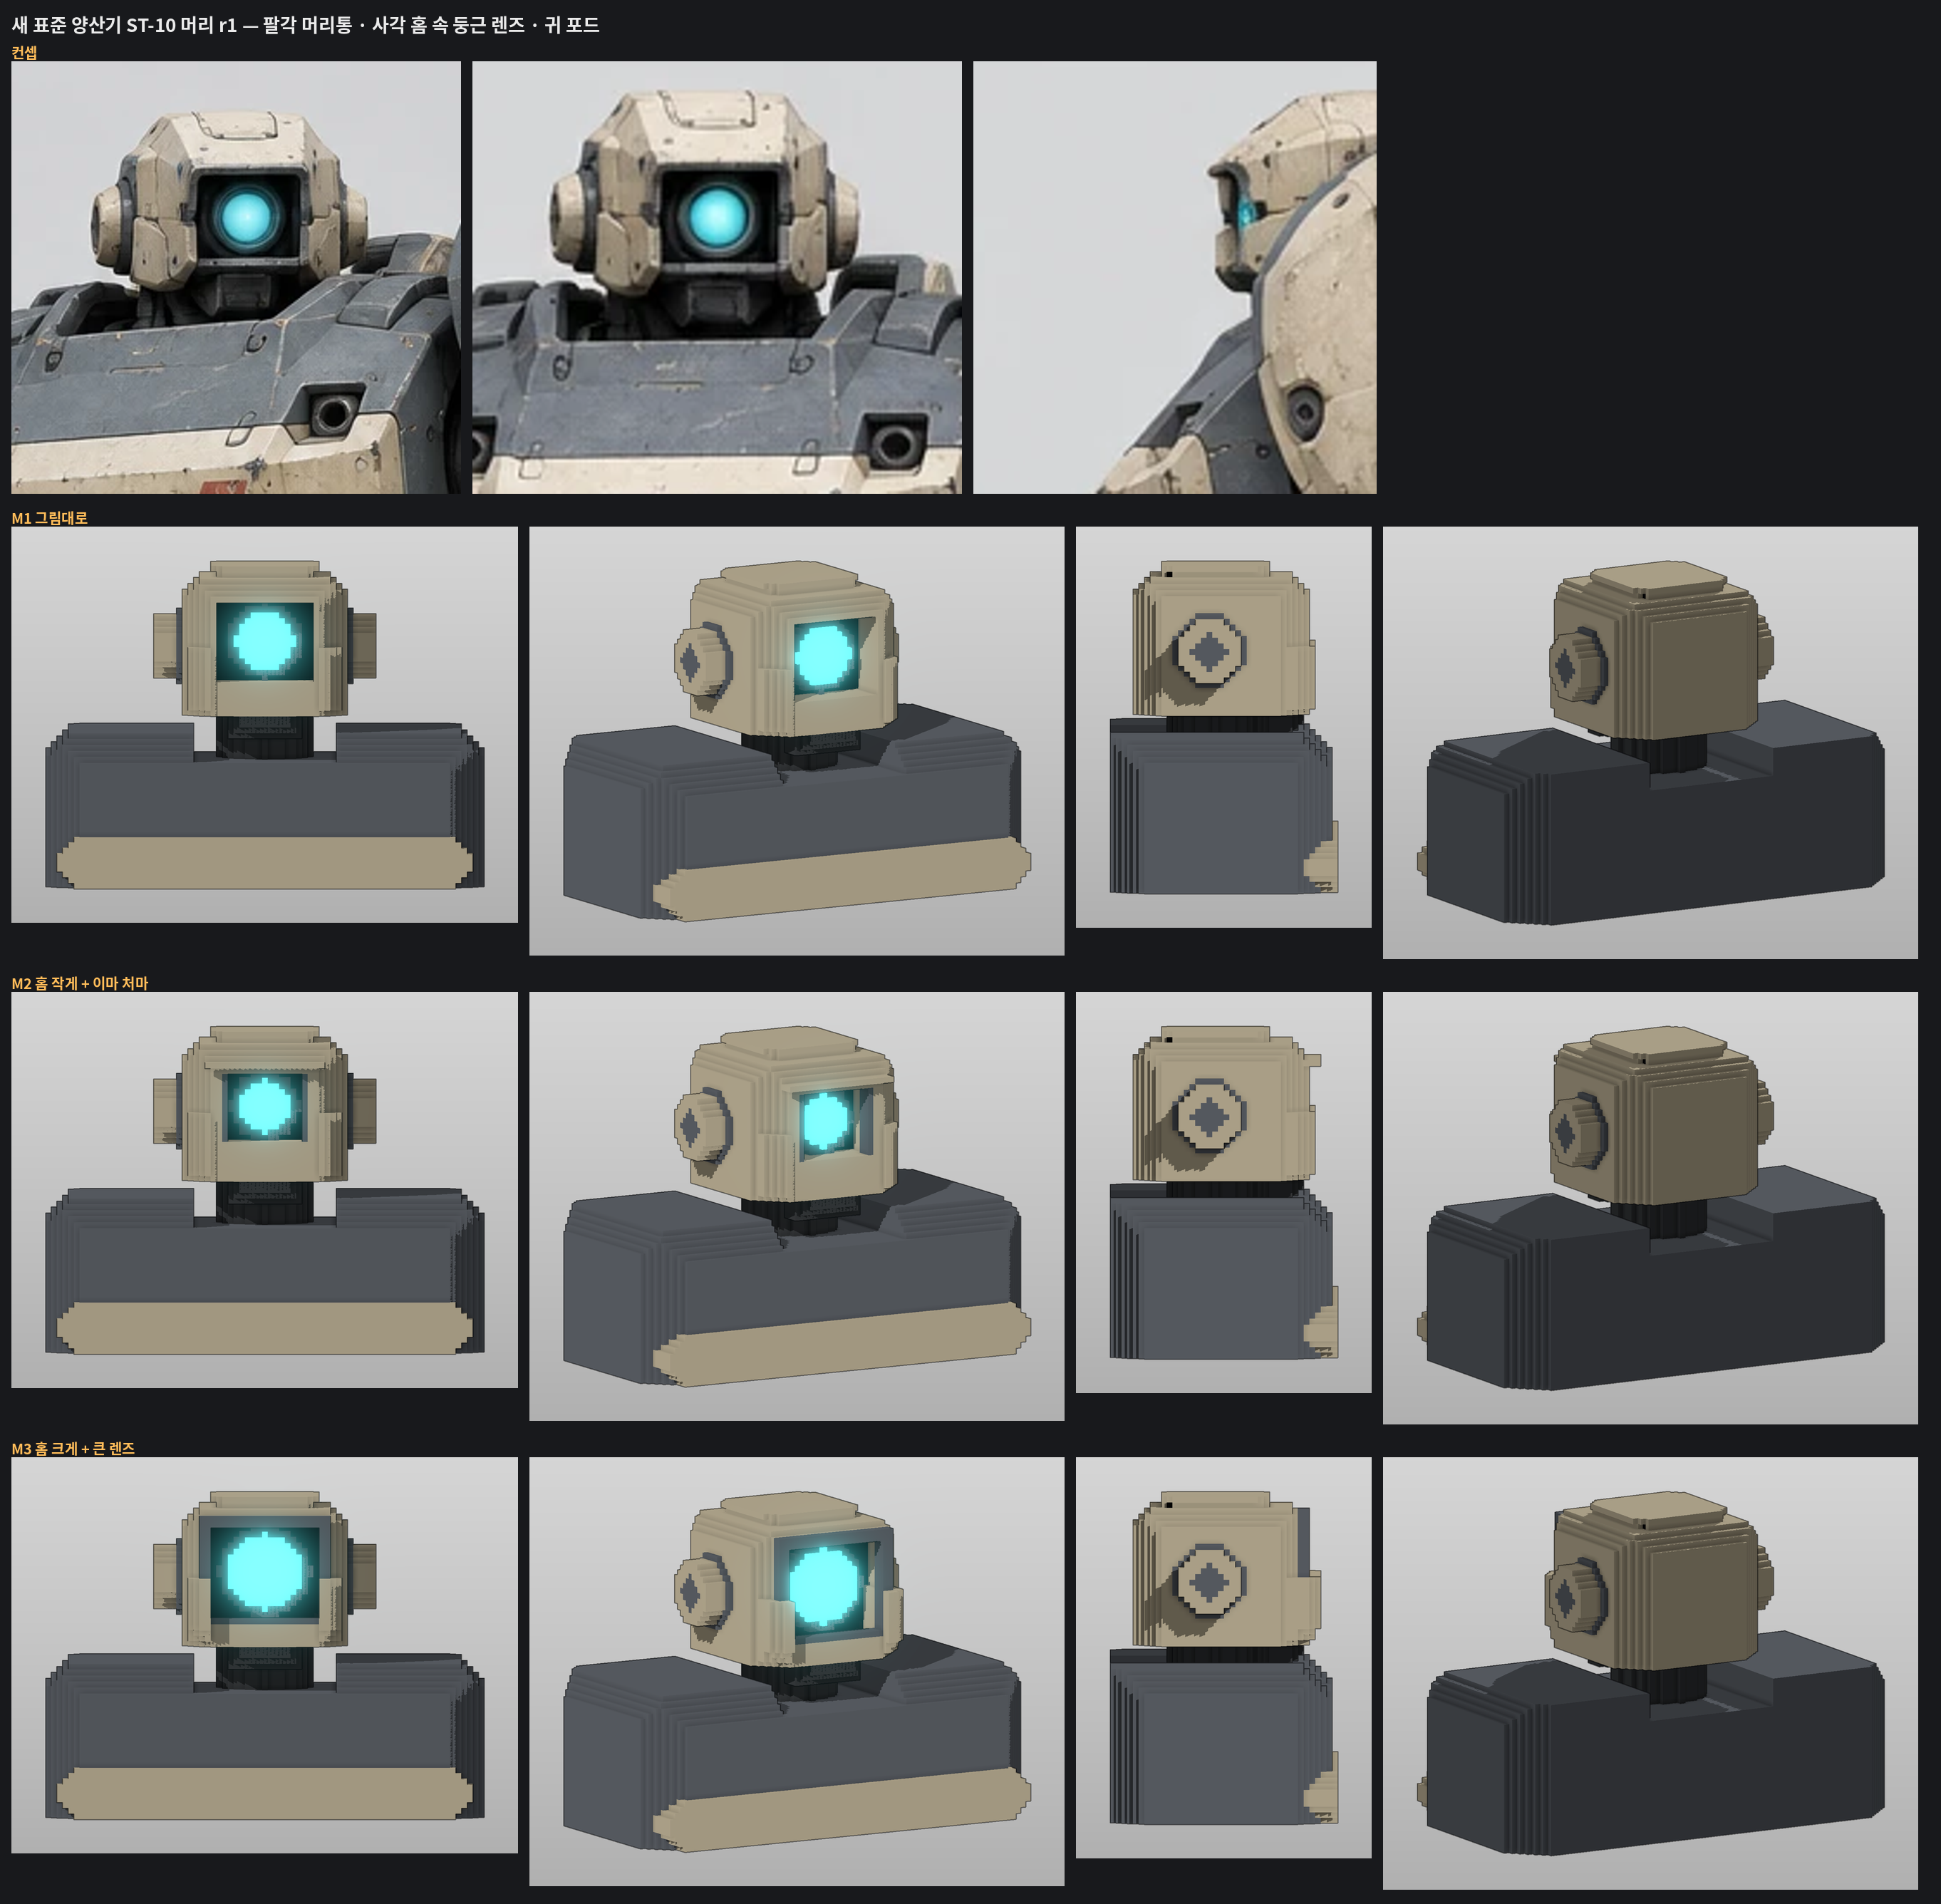 새 표준 양산기 ST-10 머리 r1 — 팔각 머리통 · 사각 홈 속 둥근 렌즈 · 귀 포드
컨셉
M1 그림대로
M2 홈 작게 + 이마 처마
M3 홈 크게 + 큰 렌즈